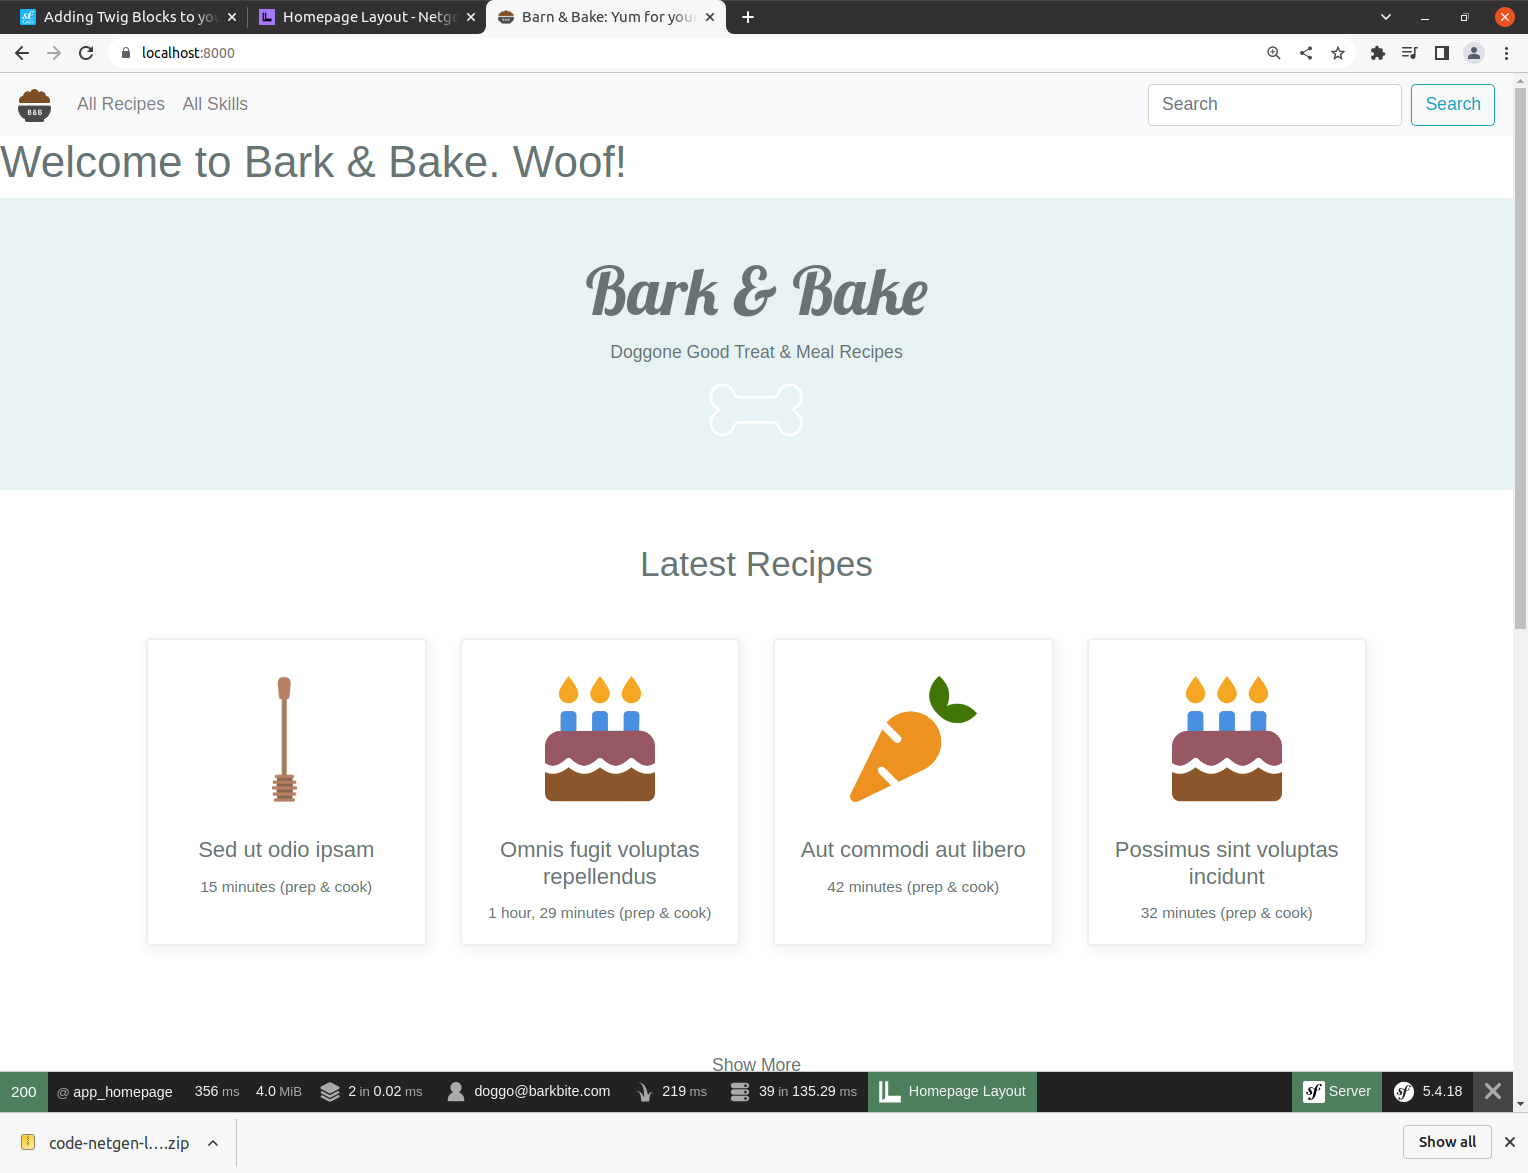 Adding Twig Blocks to you
Homepage Layout - Netge
Barn & Bake: Yum for your
localhost:8000
B&B
All Recipes
All Skills
Search
Search
Welcome to Bark & Bake. Woof!
Bark & Bake
Doggone Good Treat & Meal Recipes
Latest Recipes
Sed ut odio ipsam
15 minutes (prep & cook)
Omnis fugit voluptas
repellendus
1 hour, 29 minutes (prep & cook)
Aut commodi aut libero
42 minutes (prep & cook)
Possimus sint voluptas
incidunt
32 minutes (prep & cook)
Show More
200
@ app_homepage
356 ms
4.0 MiB
2 in 0.02 ms
doggo@barkbite.com
219 ms
39 in 135.29 ms
Homepage Layout
sf Server
sf 5.4.18
code-netgen-l….zip
Show all